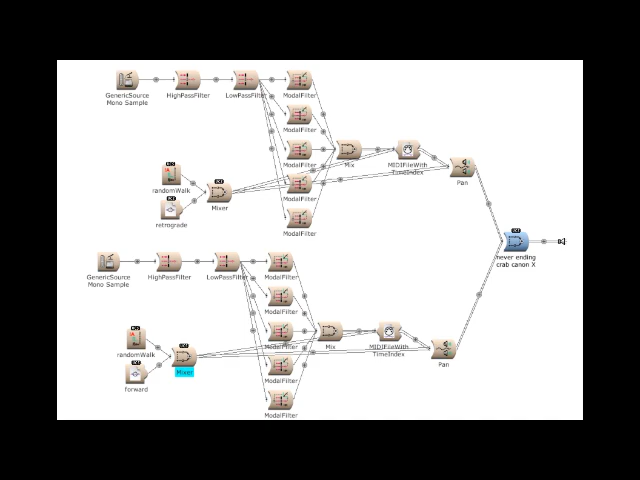 GenericSource
Mono Sample
HighPassFilter
LowPassFilter
ModalFilter
ModalFilter
ModalFilter
Mix
MIDIFileWith
TimeIndex
Pan
randomWalk
ModalFilter
Mixer
retrograde
ModalFilter
never ending
crab canon X
GenericSource
Mono Sample
HighPassFilter
LowPassFilter
ModalFilter
ModalFilter
ModalFilter
Mix
MIDIFileWith
TimeIndex
Pan
randomWalk
Mixer
ModalFilter
forward
ModalFilter